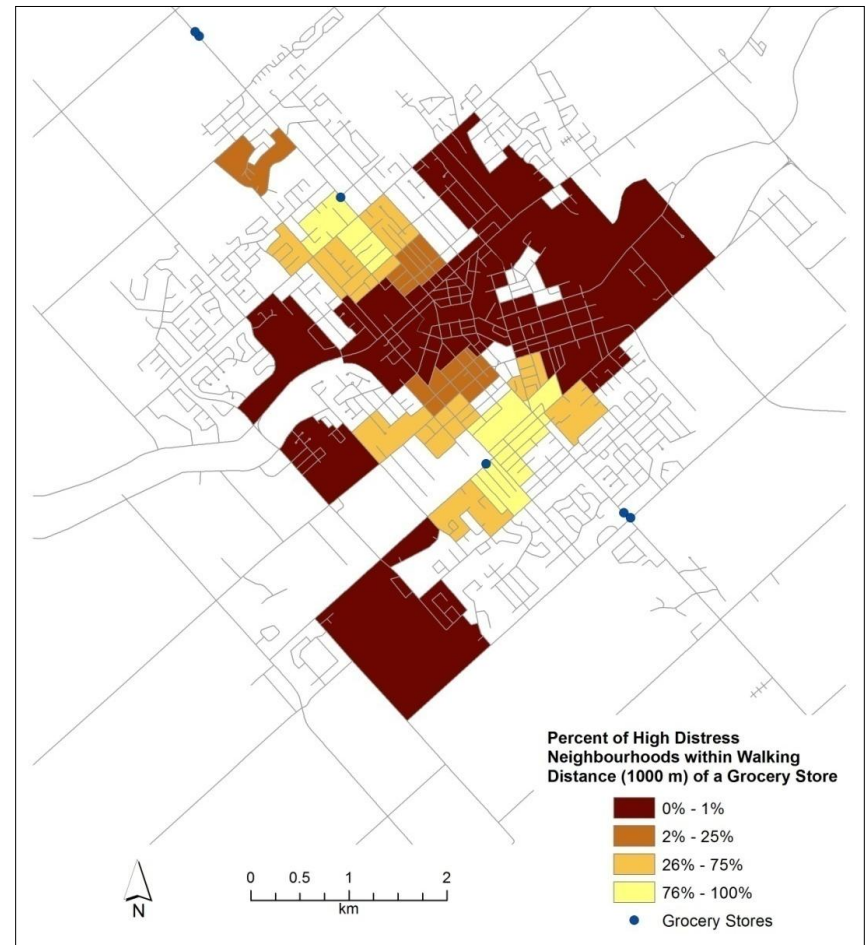 Percent of High Distress
Neighbourhoods within Walking
Distance (1000 m) of a Grocery Store
0% - 1%
2% - 25%
26% - 75%
76% - 100%
Grocery Stores
N
0 0.5 1 2
km